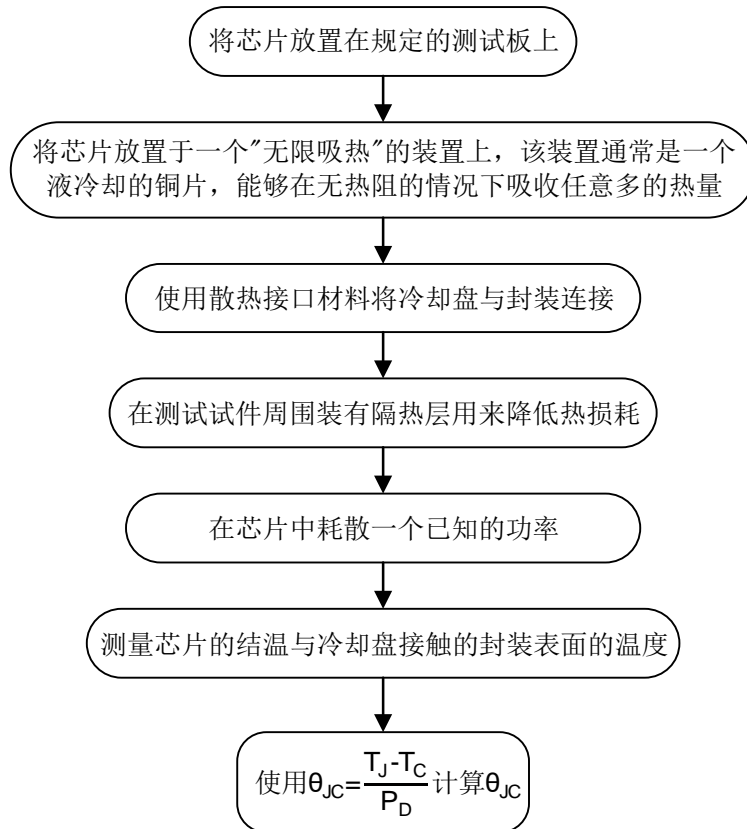 将芯片放置在规定的测试板上
将芯片放置于一个"无限吸热"的装置上，该装置通常是一个
液冷却的铜片，能够在无热阻的情况下吸收任意多的热量
使用散热接口材料将冷却盘与封装连接
在测试试件周围装有隔热层用来降低热损耗
在芯片中耗散一个已知的功率
测量芯片的结温与冷却盘接触的封装表面的温度
使用θ_JC=(T_J-T_C)/P_D计算θ_JC